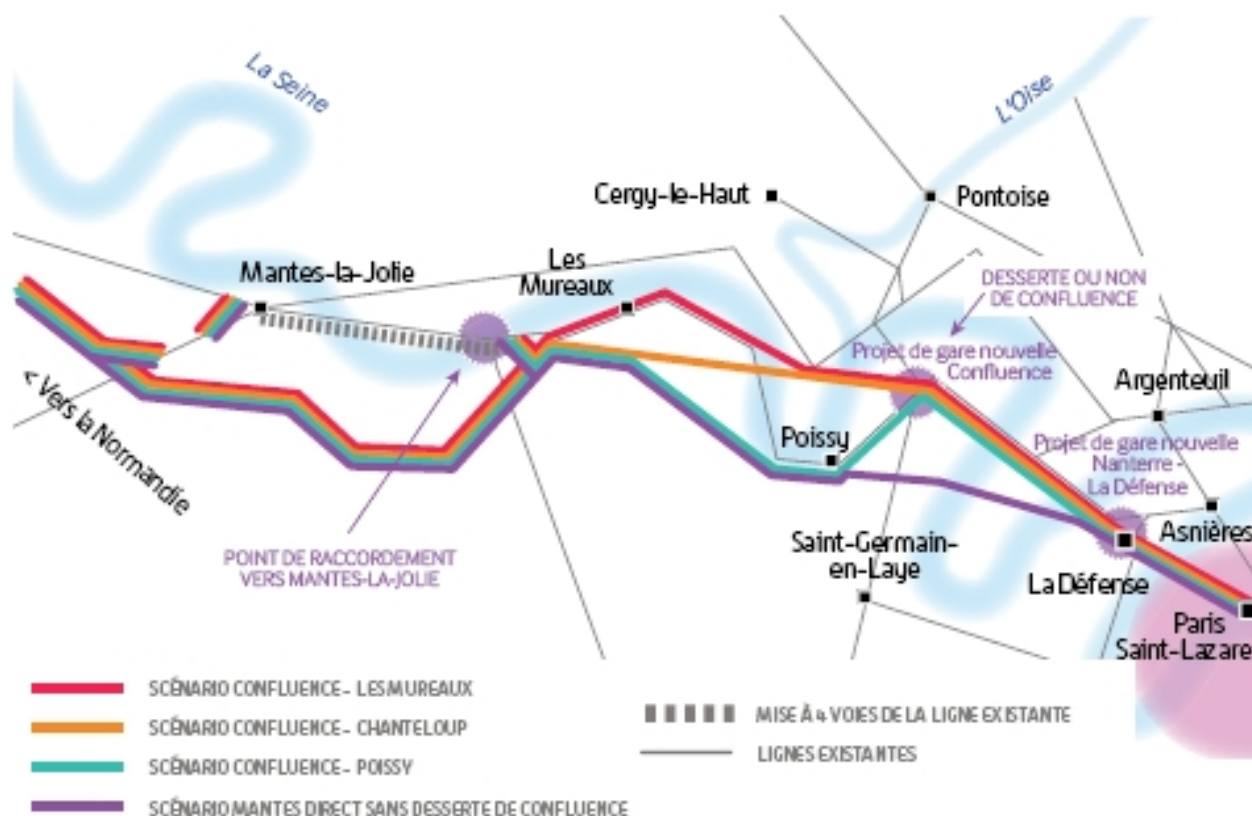 La Seine
L'Oise
Cergy-le-Haut
Pontoise
Mantes-la-Jolie
Les
Mureaux
DESSERTE OU NON
DE CONFLUENCE
Projet de gare nouvelle
Confluence
Argenteuil
< Vers la Normandie
Poissy
Projet de gare nouvelle
Nanterre -
La Défense
Asnières
POINT DE RACCORDEMENT
VERS MANTES-LA-JOLIE
Saint-Germain-
en-Laye
La Défense
Paris
Saint-Lazare
SCÉNARIO CONFLUENCE - LES MUREAUX
SCÉNARIO CONFLUENCE - CHANTELOUP
SCÉNARIO CONFLUENCE - POISSY
SCÉNARIO MANTES DIRECT SANS DESSERTE DE CONFLUENCE
MISE À 4 VOIES DE LA LIGNE EXISTANTE
LIGNES EXISTANTES